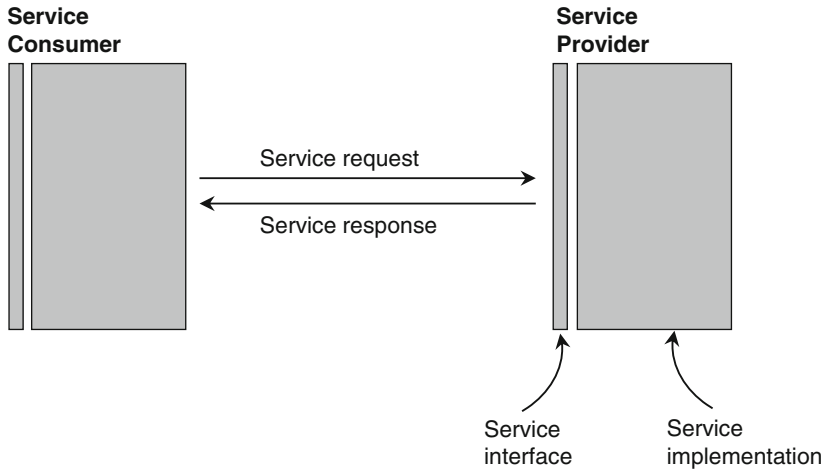 Service
Consumer
Service
Provider
Service request
Service response
Service
interface
Service
implementation